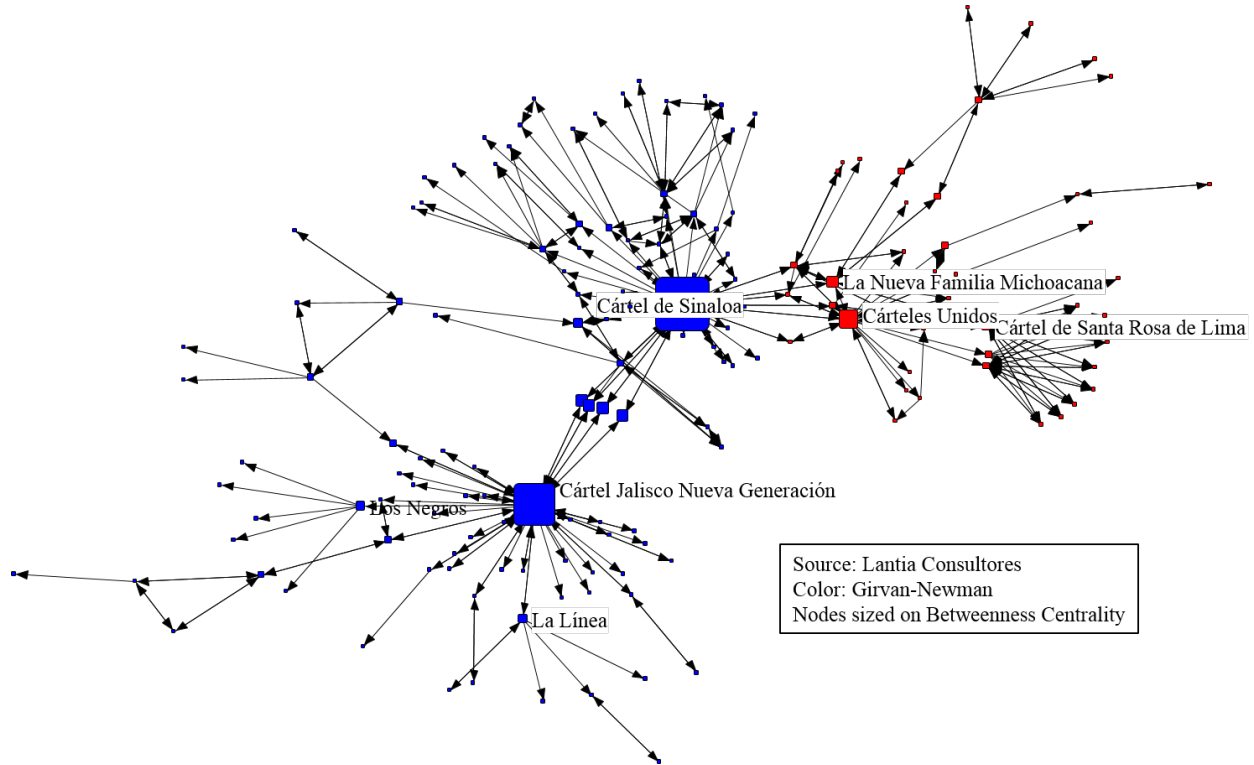 La Nueva Familia Michoacana
Cártel de Sinaloa
Cárteles Unidos
Cártel de Santa Rosa de Lima
Cártel Jalisco Nueva Generación
Los Negros
La Línea
Source: Lantia Consultores
Color: Girvan-Newman
Nodes sized on Betweenness Centrality